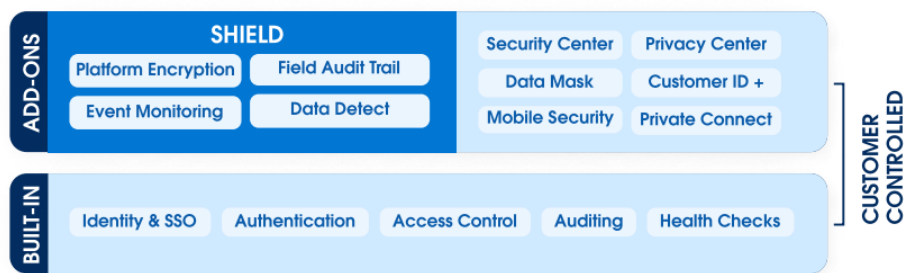 ADD-ONS
SHIELD
Platform Encryption
Field Audit Trail
Event Monitoring
Data Detect
Security Center
Privacy Center
Data Mask
Customer ID +
Mobile Security
Private Connect
BUILT-IN
Identity & SSO
Authentication
Access Control
Auditing
Health Checks
CUSTOMER
CONTROLLED